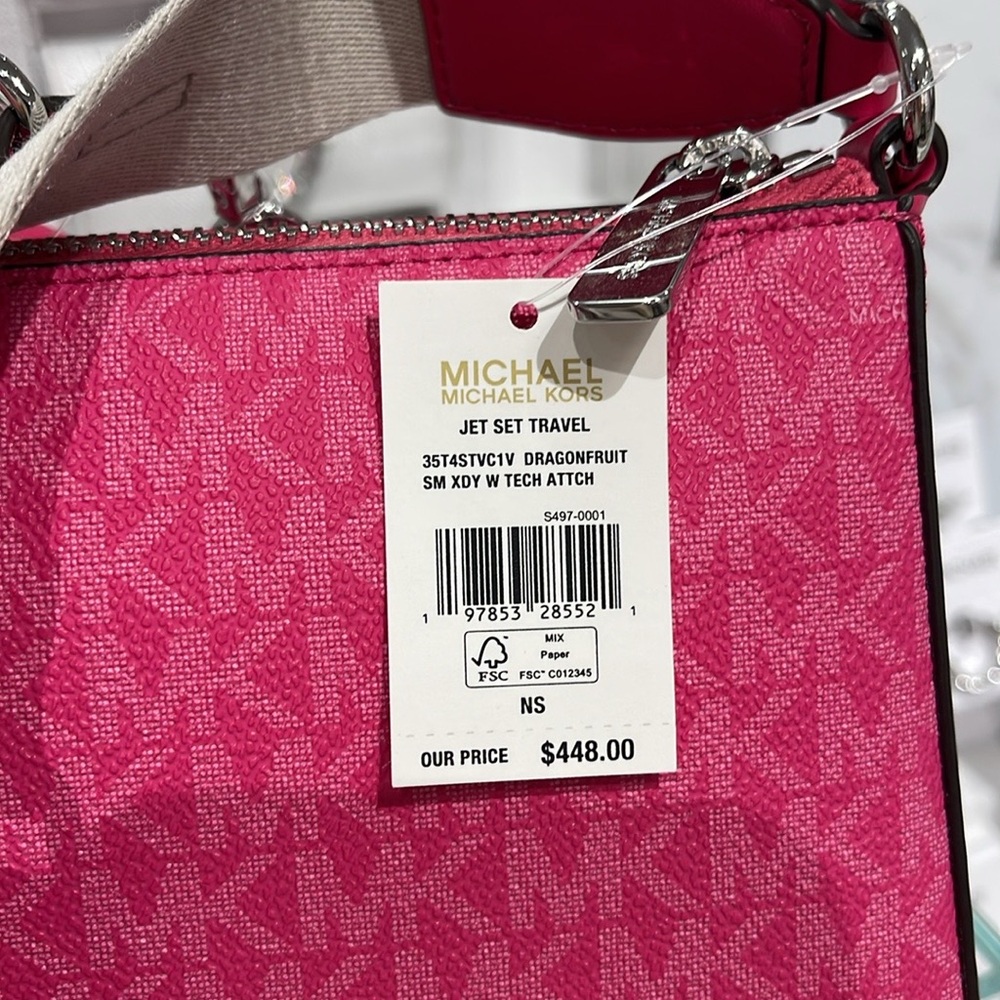 MICHAEL
MICHAEL KORS
JET SET TRAVEL
35T4STVC1V DRAGONFRUIT
SM XDY W TECH ATTCH
S497-0001
1 97853 28552 1
FSC
MIX
Paper
FSC™ C012345
NS
OUR PRICE $448.00